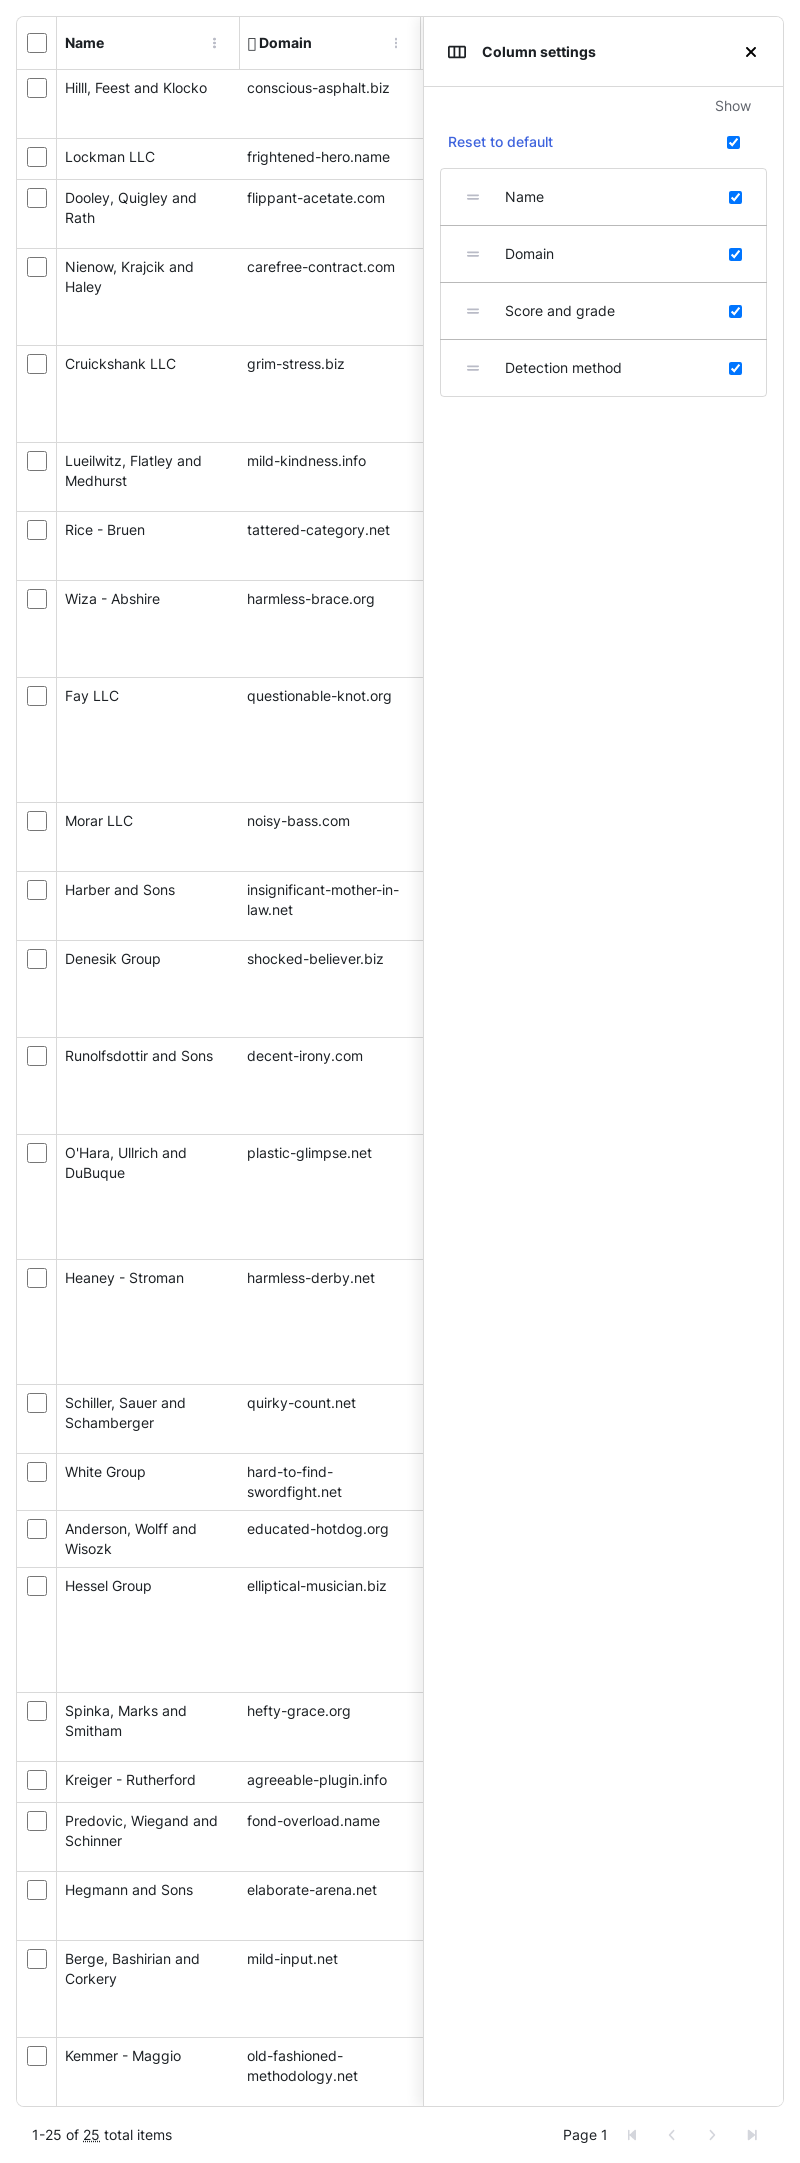 Name
Domain
Column settings
Hilll, Feest and Klocko
conscious-asphalt.biz
Show
Reset to default
Lockman LLC
frightened-hero.name
Name
Dooley, Quigley and
Rath
flippant-acetate.com
Domain
Nienow, Krajcik and
Haley
carefree-contract.com
Score and grade
Cruickshank LLC
grim-stress.biz
Detection method
Lueilwitz, Flatley and
Medhurst
mild-kindness.info
Rice - Bruen
tattered-category.net
Wiza - Abshire
harmless-brace.org
Fay LLC
questionable-knot.org
Morar LLC
noisy-bass.com
Harber and Sons
insignificant-mother-in-
law.net
Denesik Group
shocked-believer.biz
Runolfsdottir and Sons
decent-irony.com
O'Hara, Ullrich and
DuBuque
plastic-glimpse.net
Heaney - Stroman
harmless-derby.net
Schiller, Sauer and
Schamberger
quirky-count.net
White Group
hard-to-find-
swordfight.net
Anderson, Wolff and
Wisozk
educated-hotdog.org
Hessel Group
elliptical-musician.biz
Spinka, Marks and
Smitham
hefty-grace.org
Kreiger - Rutherford
agreeable-plugin.info
Predovic, Wiegand and
Schinner
fond-overload.name
Hegmann and Sons
elaborate-arena.net
Berge, Bashirian and
Corkery
mild-input.net
Kemmer - Maggio
old-fashioned-
methodology.net
1-25 of 25 total items
Page 1